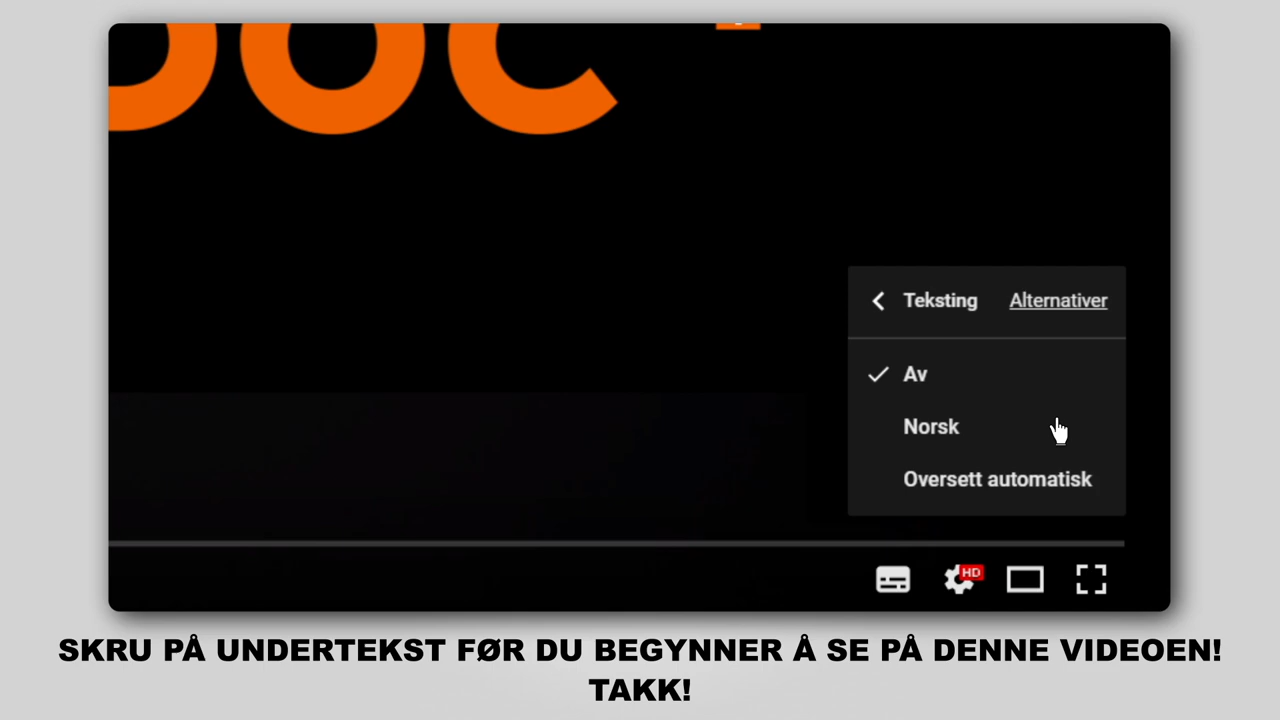 Teksting Alternativer
Av
Norsk
Oversett automatisk
HD
SKRU PÅ UNDERTEKST FØR DU BEGYNNER Å SE PÅ DENNE VIDEOEN!
TAKK!